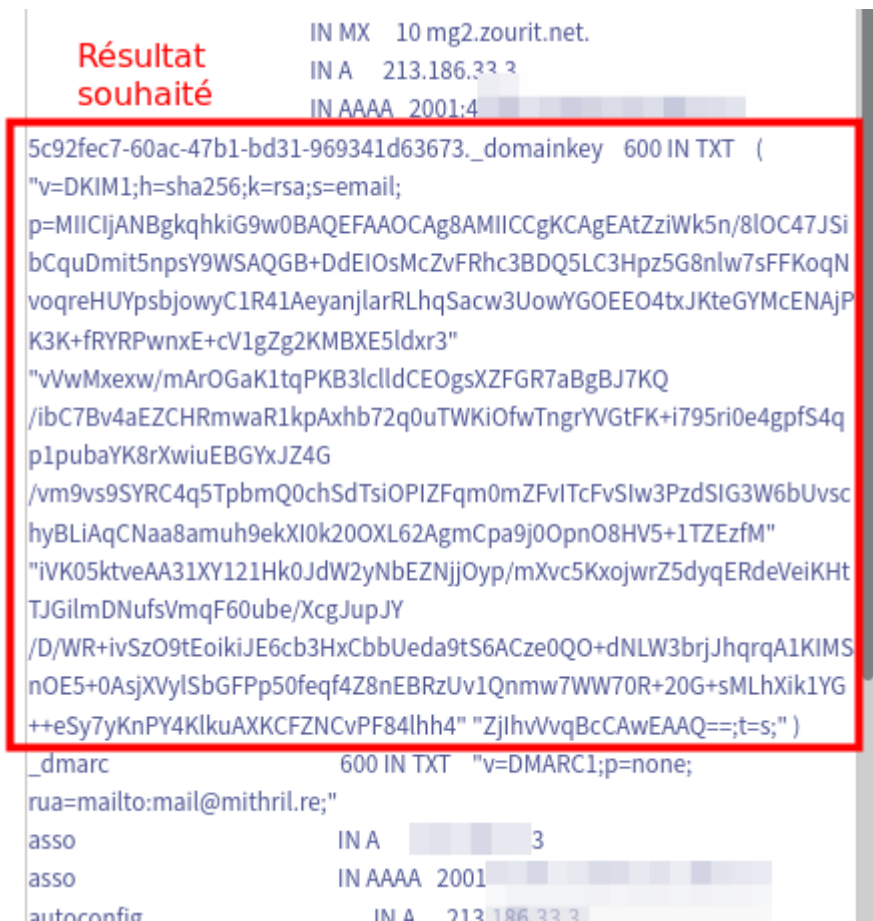 IN MX 10 mg2.zourit.net.
Résultat
souhaité
IN A 213.186.33.3
IN AAAA 2001:4
5c92fec7-60ac-47b1-bd31-969341d63673._domainkey 600 IN TXT (
"v=DKIM1;h=sha256;k=rsa;s=email;
p=MIICIjANBgkqhkiG9w0BAQEFAAOCAg8AMIICCgKCAgEAtZziWk5n/8lOC47JSi
bCquDmit5npsY9WSAQGB+DdEIOsMcZvFRhc3BDQ5LC3Hpz5G8nlw7sFFKoqN
voqreHUYpsbjowyC1R41AeyanjlarRLhqSacw3UowYGOEEO4txJKteGYMcENAjP
K3K+fRYRPwnxE+cV1gZg2KMBXE5ldxr3"
"vVwMxexw/mArOGaK1tqPKB3lclldCEOgsXZFGR7aBgBJ7KQ
/ibC7Bv4aEZCHRmwaR1kpAxhb72q0uTWKiOfwTngrYVGtFK+i795ri0e4gpfS4q
p1pubaYK8rXwiuEBGYxJZ4G
/vm9vs9SYRC4q5TpbmQ0chSdTsiOPIZFqm0mZFvITcFvSIw3PzdSIG3W6bUvsc
hyBLiAqCNaa8amuh9ekXI0k20OXL62AgmCpa9j0OpnO8HV5+1TZEzfM"
"iVK05ktveAA31XY121Hk0JdW2yNbEZNjjOyp/mXvc5KxojwrZ5dyqERdeVeiKHt
TJGilmDNufsVmqF60ube/XcgJupJY
/D/WR+ivSzO9tEoikiJE6cb3HxCbbUeda9tS6ACze0QO+dNLW3brjJhqrqA1KIMS
nOE5+0AsjXVylSbGFPp50feqf4Z8nEBRzUv1Qnmw7WW70R+20G+sMLhXik1YG
++eSy7yKnPY4KlkuAXKCFZNCvPF84lhh4" "ZjIhvVvqBcCAwEAAQ==;t=s;" )
_dmarc 600 IN TXT "v=DMARC1;p=none;
rua=mailto:mail@mithril.re;"
asso IN A 3
asso IN AAAA 2001
autoconfig IN A 213.186.33.3